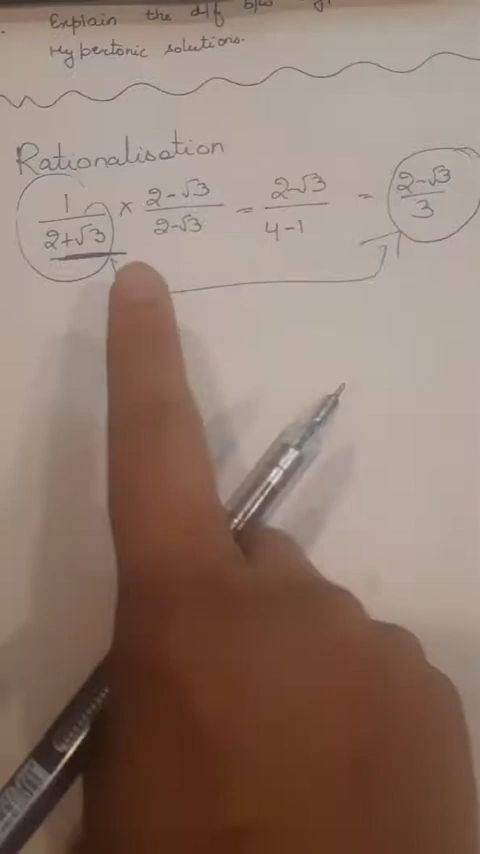 Explain the dif b/w
Hypertonic solutions.
Rationalisation
1/(2+√3) × (2-√3)/(2-√3) = (2√3)/(4-1) = (2-√3)/3